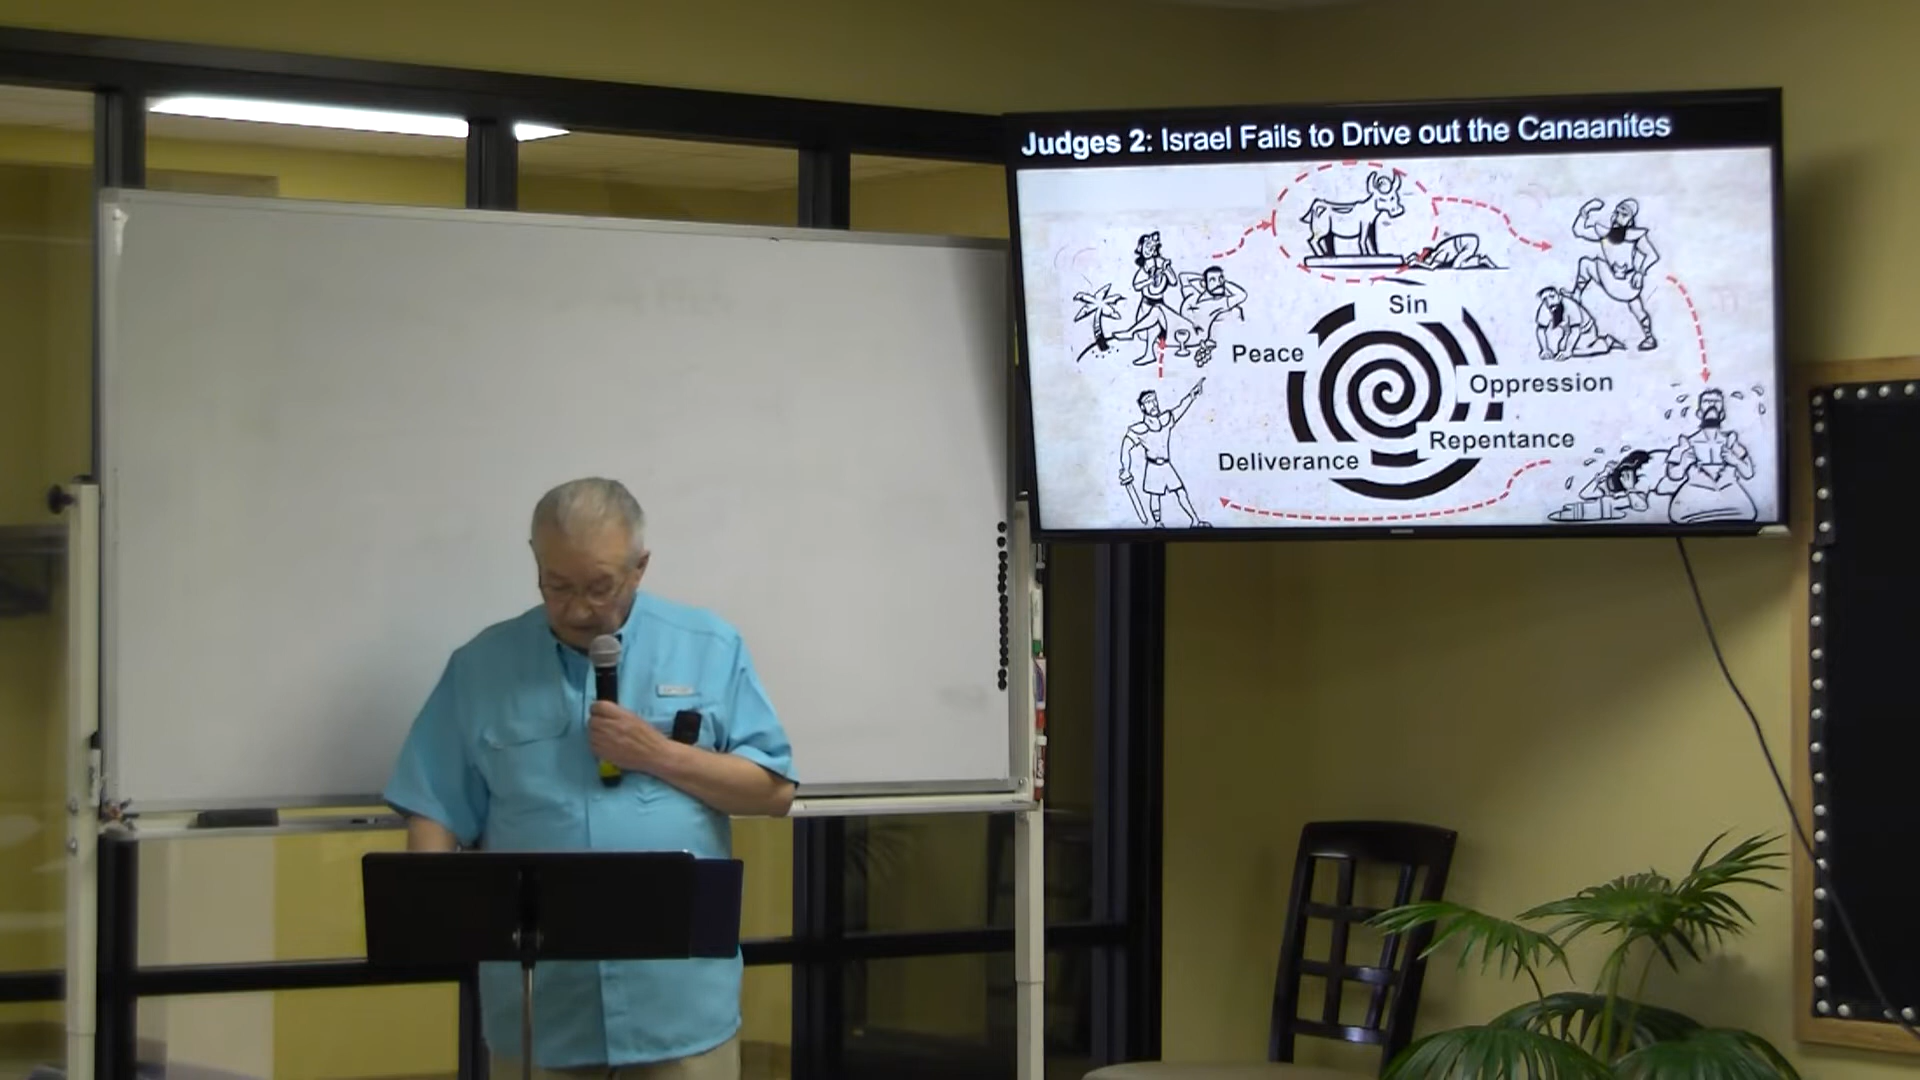 Judges 2: Israel Fails to Drive out the Canaanites
Sin
Peace
Oppression
Repentance
Deliverance